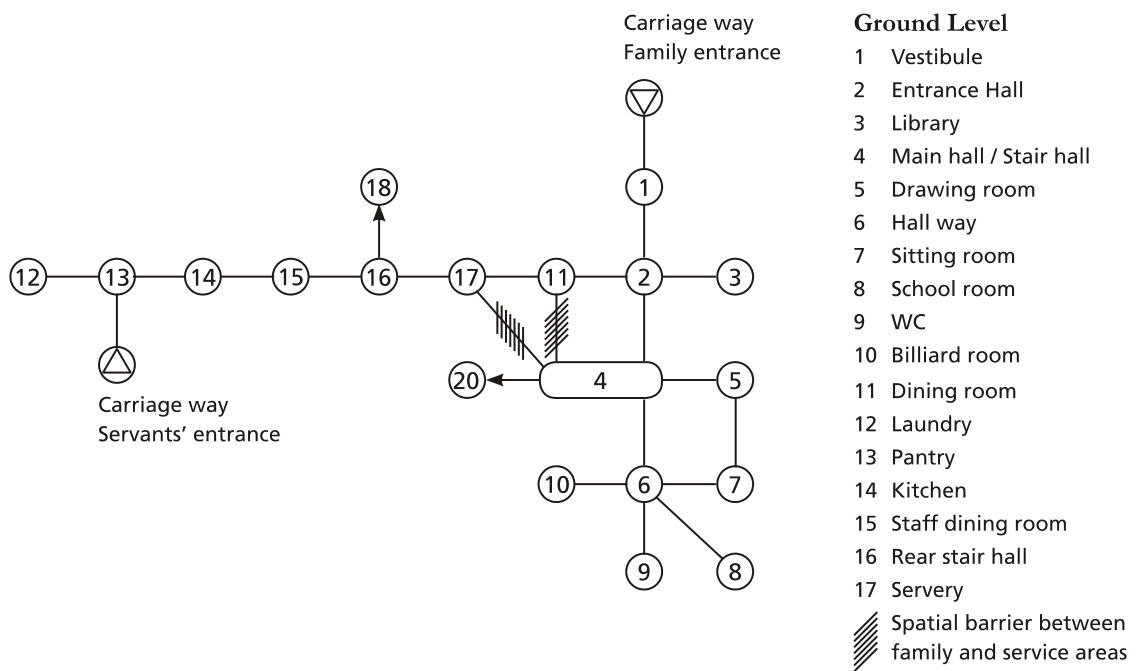 Carriage way
Family entrance
1
18
12
13
14
15
16
17
11
2
3
20
4
5
Carriage way
Servants’ entrance
10
6
7
9
8
Ground Level
1 Vestibule
2 Entrance Hall
3 Library
4 Main hall / Stair hall
5 Drawing room
6 Hall way
7 Sitting room
8 School room
9 WC
10 Billiard room
11 Dining room
12 Laundry
13 Pantry
14 Kitchen
15 Staff dining room
16 Rear stair hall
17 Servery
Spatial barrier between
family and service areas